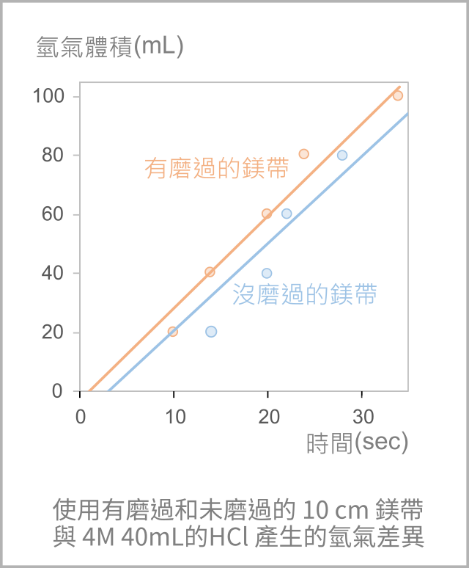 氫氣體積(mL)
100
80
有磨過的鎂帶
60
40
沒磨過的鎂帶
20
0
0 10 20 30
時間(sec)
使用有磨過和未磨過的 10 cm 鎂帶
與 4M 40mL的HCl 產生的氫氣差異